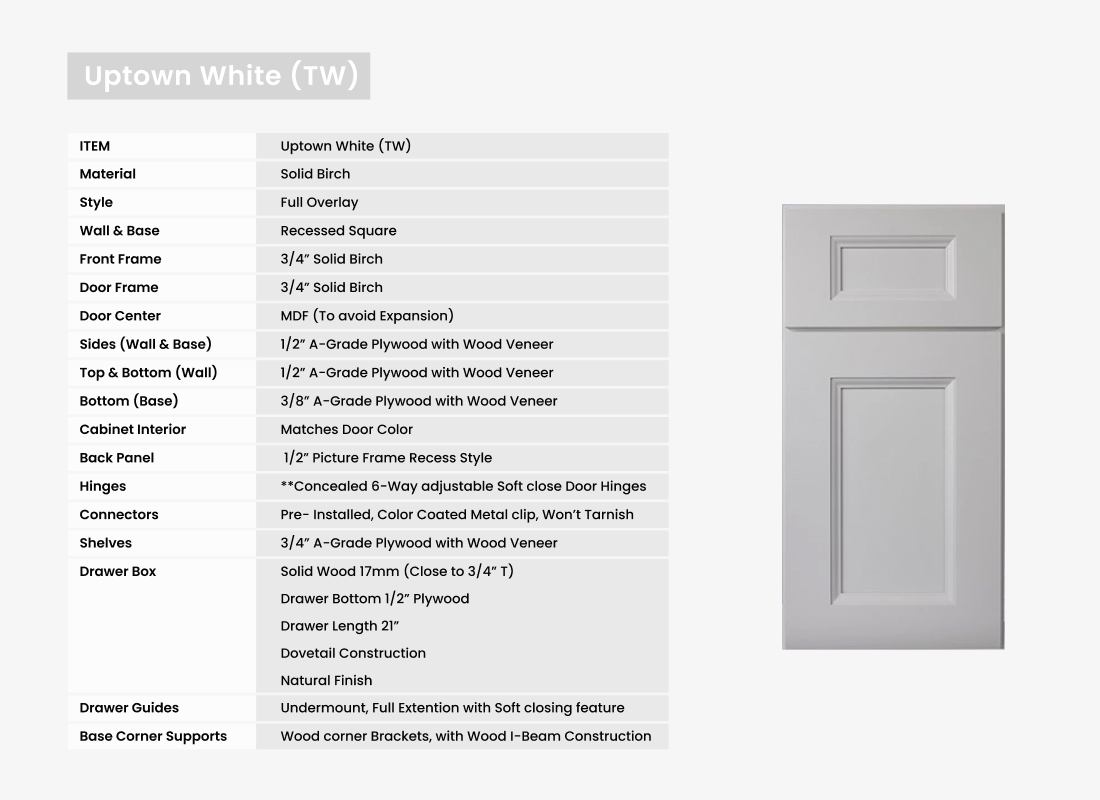 Uptown White (TW)
ITEM Uptown White (TW)
Material Solid Birch
Style Full Overlay
Wall & Base Recessed Square
Front Frame 3/4” Solid Birch
Door Frame 3/4” Solid Birch
Door Center MDF (To avoid Expansion)
Sides (Wall & Base) 1/2” A-Grade Plywood with Wood Veneer
Top & Bottom (Wall) 1/2” A-Grade Plywood with Wood Veneer
Bottom (Base) 3/8” A-Grade Plywood with Wood Veneer
Cabinet Interior Matches Door Color
Back Panel 1/2” Picture Frame Recess Style
Hinges **Concealed 6-Way adjustable Soft close Door Hinges
Connectors Pre- Installed, Color Coated Metal clip, Won’t Tarnish
Shelves 3/4” A-Grade Plywood with Wood Veneer
Drawer Box Solid Wood 17mm (Close to 3/4” T)
Drawer Bottom 1/2” Plywood
Drawer Length 21”
Dovetail Construction
Natural Finish
Drawer Guides Undermount, Full Extention with Soft closing feature
Base Corner Supports Wood corner Brackets, with Wood I-Beam Construction